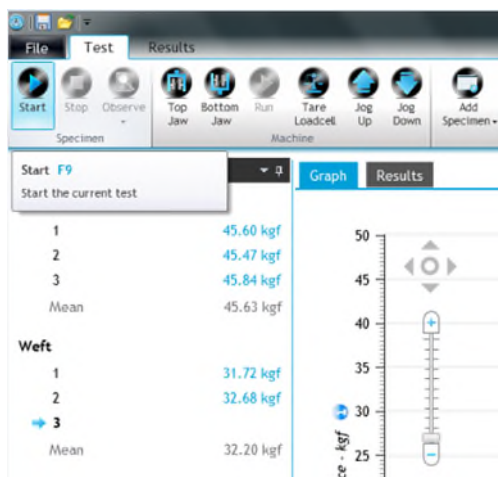 File Test Results
Start Stop Observe Top Jaw Bottom Jaw Run Tare Loadcell Jog Up Jog Down Add Specimen
Specimen Machine
Start F9
Start the current test
Graph Results
1 45.60 kgf
2 45.47 kgf
3 45.84 kgf
Mean 45.63 kgf
Weft
1 31.72 kgf
2 32.68 kgf
3
Mean 32.20 kgf
50
45
40
35
30
25
kgf